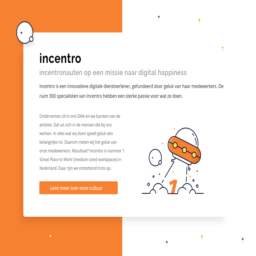 incentro
incentronauten op een missie naar digital happiness
Incentro is een innovatieve digitale dienstverlener, gefundeerd door geluk van haar medewerkers. De
ruim 300 specialisten van Incentro hebben een sterke passie voor wat ze doen.
Ondernemen zit in ons DNA en we barsten van de
ambitie. Dat uit zich in de mensen die bij ons
werken. In alles wat wij doen speelt geluk een
belangrijke rol. Daarom meten wij het geluk van
onze medewerkers. Resultaat? Incentro is nummer 1
'Great Place to Work' (medium sized workplaces) in
Nederland. Daar zijn we ontzettend trots op.
Lees meer over onze cultuur
1